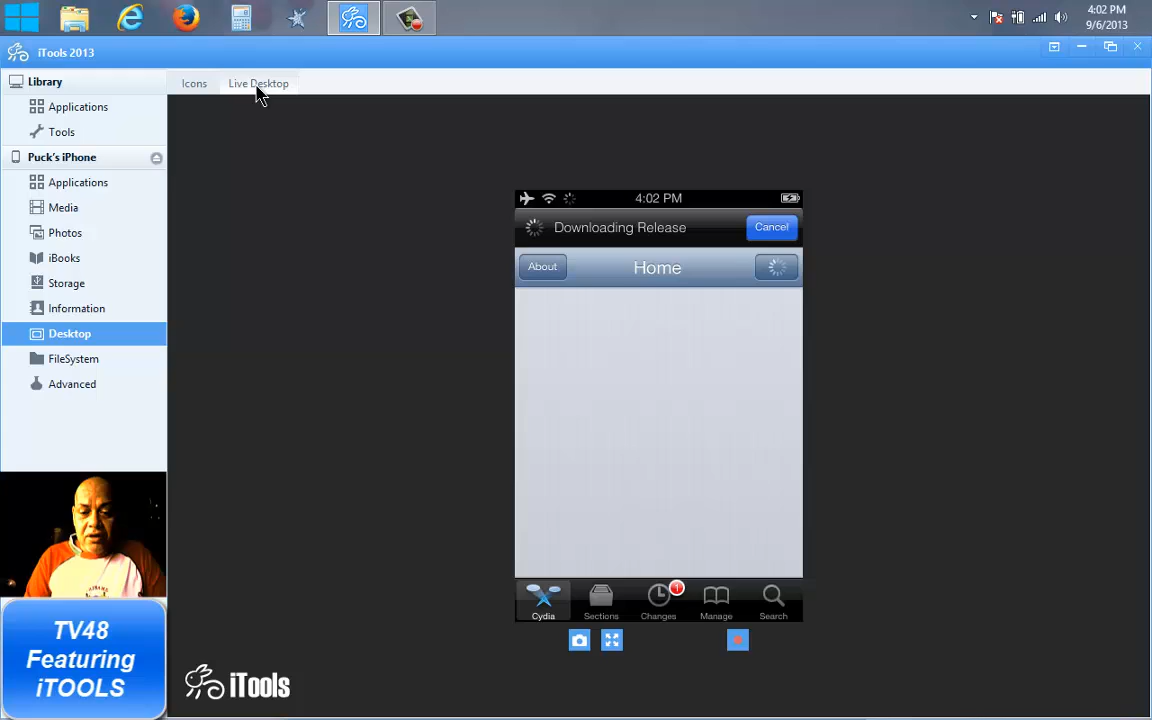 4:02 PM
9/6/2013
iTools 2013
Library
Applications
Tools
Puck's iPhone
Applications
Media
Photos
iBooks
Storage
Information
Desktop
FileSystem
Advanced
Icons
Live Desktop
4:02 PM
Downloading Release
Cancel
About
Home
1
Cydia
Sections
Changes
Manage
Search
TV48
Featuring
iTOOLS
iTools